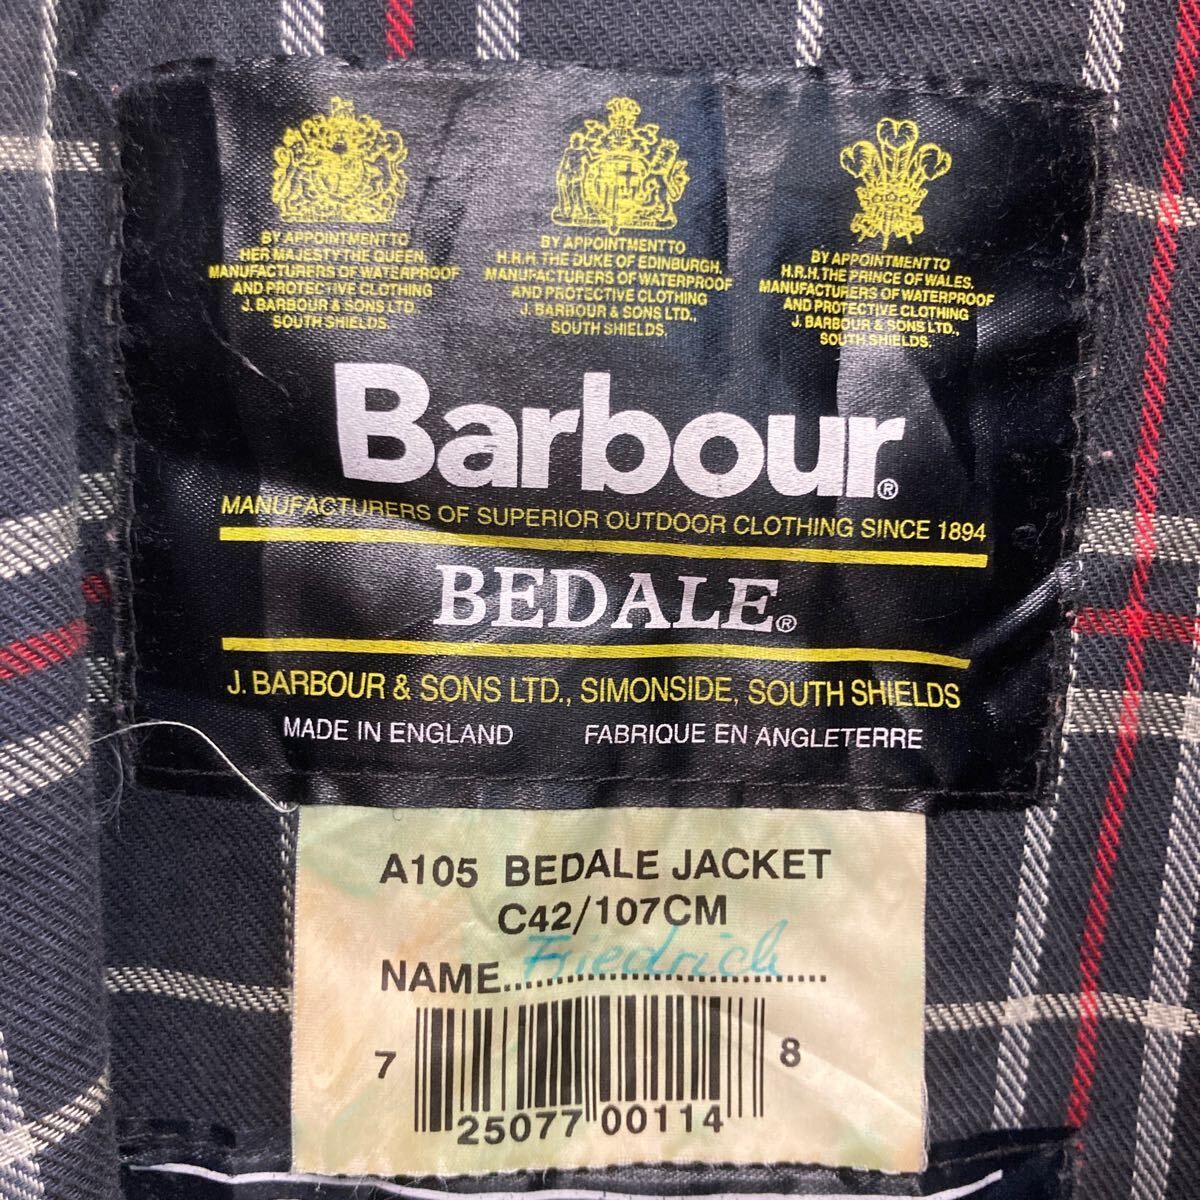 BY APPOINTMENT TO
HER MAJESTY THE QUEEN.
MANUFACTURERS OF WATERPROOF
AND PROTECTIVE CLOTHING
J. BARBOUR & SONS LTD.
SOUTH SHIELDS.
BY APPOINTMENT TO
H.R.H. THE DUKE OF EDINBURGH.
MANUFACTURERS OF WATERPROOF
AND PROTECTIVE CLOTHING
J. BARBOUR & SONS LTD.,
SOUTH SHIELDS.
BY APPOINTMENT TO
H.R.H. THE PRINCE OF WALES.
MANUFACTURERS OF WATERPROOF
AND PROTECTIVE CLOTHING
J. BARBOUR & SONS LTD.,
SOUTH SHIELDS.
Barbour®
MANUFACTURERS OF SUPERIOR OUTDOOR CLOTHING SINCE 1894
BEDALE®
J. BARBOUR & SONS LTD., SIMONSIDE, SOUTH SHIELDS
MADE IN ENGLAND FABRIQUE EN ANGLETERRE
A105 BEDALE JACKET
C42/107CM
NAME Friedrich
7 25077 00114 8